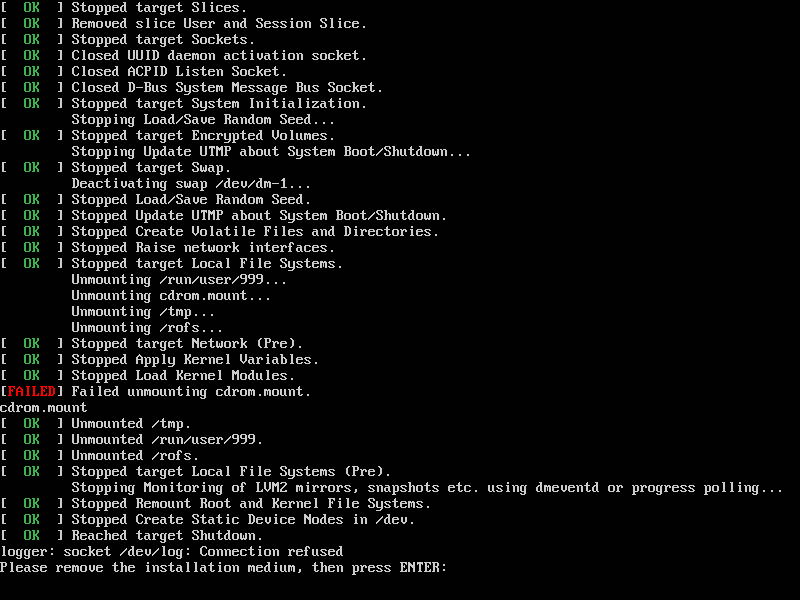 [  OK  ] Stopped target Slices.
[  OK  ] Removed slice User and Session Slice.
[  OK  ] Stopped target Sockets.
[  OK  ] Closed UUID daemon activation socket.
[  OK  ] Closed ACPID Listen Socket.
[  OK  ] Closed D-Bus System Message Bus Socket.
[  OK  ] Stopped target System Initialization.
         Stopping Load/Save Random Seed...
[  OK  ] Stopped target Encrypted Volumes.
         Stopping Update UTMP about System Boot/Shutdown...
[  OK  ] Stopped target Swap.
         Deactivating swap /dev/dm-1...
[  OK  ] Stopped Load/Save Random Seed.
[  OK  ] Stopped Update UTMP about System Boot/Shutdown.
[  OK  ] Stopped Create Volatile Files and Directories.
[  OK  ] Stopped Raise network interfaces.
[  OK  ] Stopped target Local File Systems.
         Unmounting /run/user/999...
         Unmounting cdrom.mount...
         Unmounting /tmp...
         Unmounting /rofs...
[  OK  ] Stopped target Network (Pre).
[  OK  ] Stopped Apply Kernel Variables.
[  OK  ] Stopped Load Kernel Modules.
[FAILED] Failed unmounting cdrom.mount.
cdrom.mount
[  OK  ] Unmounted /tmp.
[  OK  ] Unmounted /run/user/999.
[  OK  ] Unmounted /rofs.
[  OK  ] Stopped target Local File Systems (Pre).
         Stopping Monitoring of LVM2 mirrors, snapshots etc. using dmeventd or progress polling...
[  OK  ] Stopped Remount Root and Kernel File Systems.
[  OK  ] Stopped Create Static Device Nodes in /dev.
[  OK  ] Reached target Shutdown.
logger: socket /dev/log: Connection refused
Please remove the installation medium, then press ENTER: